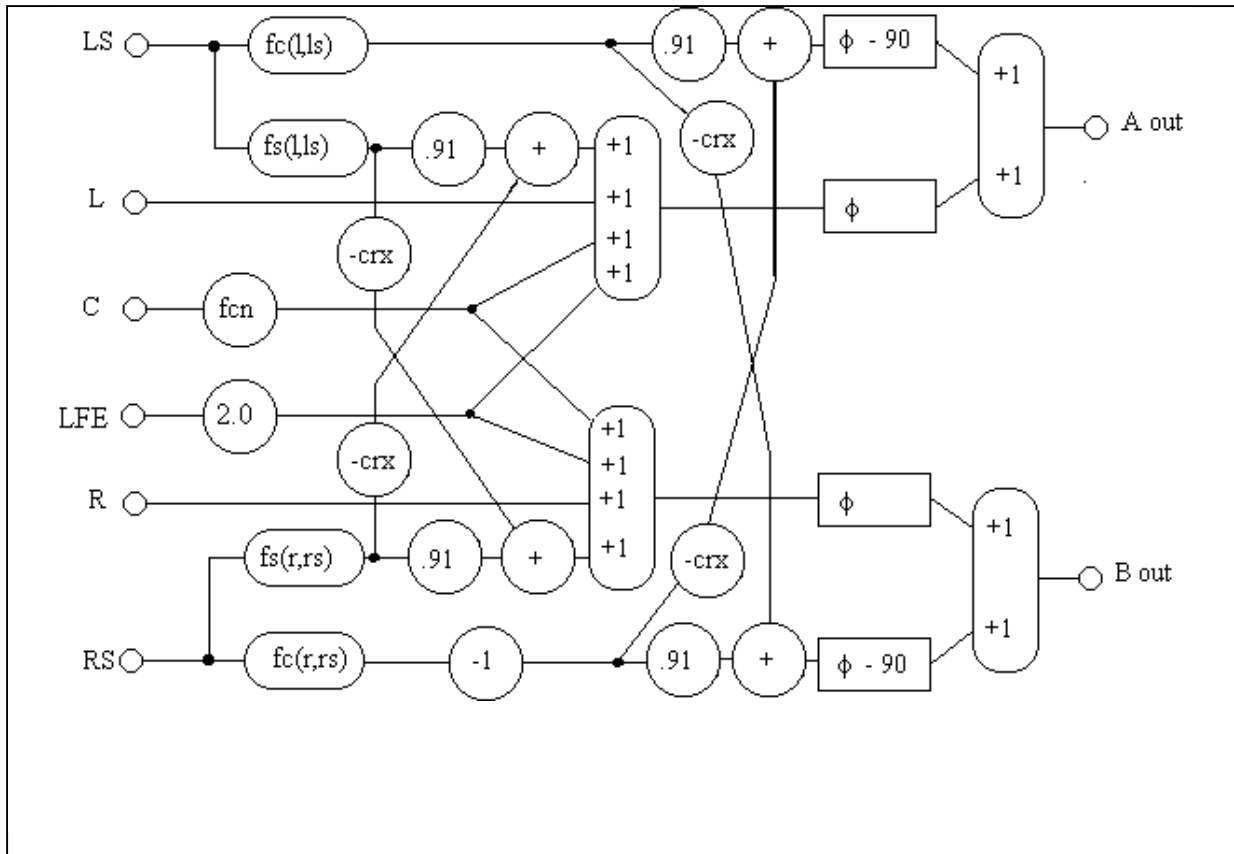 LS fc(l,ls) .91 + ϕ - 90
+1
A out
-crx
fs(l,ls) .91 + +1
+1
L +1 ϕ
+1
-crx
+1
C fcn
LFE 2.0
+1
-crx
+1
R +1 ϕ
+1
fs(r,rs) .91 + +1
-crx
B out
+1
RS fc(r,rs) -1 .91 + ϕ - 90